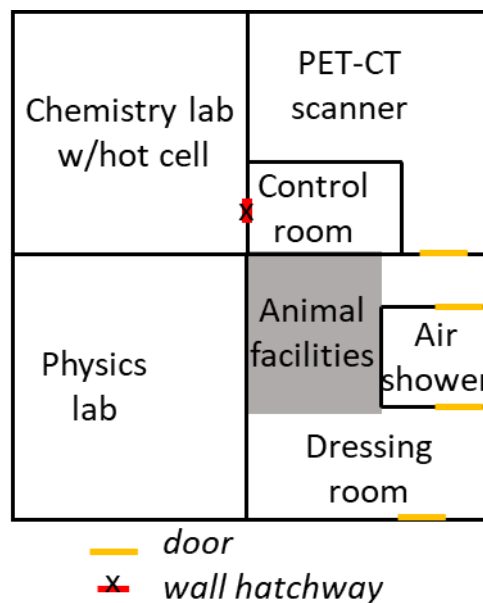 Chemistry lab
w/hot cell
PET-CT
scanner
Control
room
x
Physics
lab
Animal
facilities
Air
shower
Dressing
room
door
x
wall hatchway